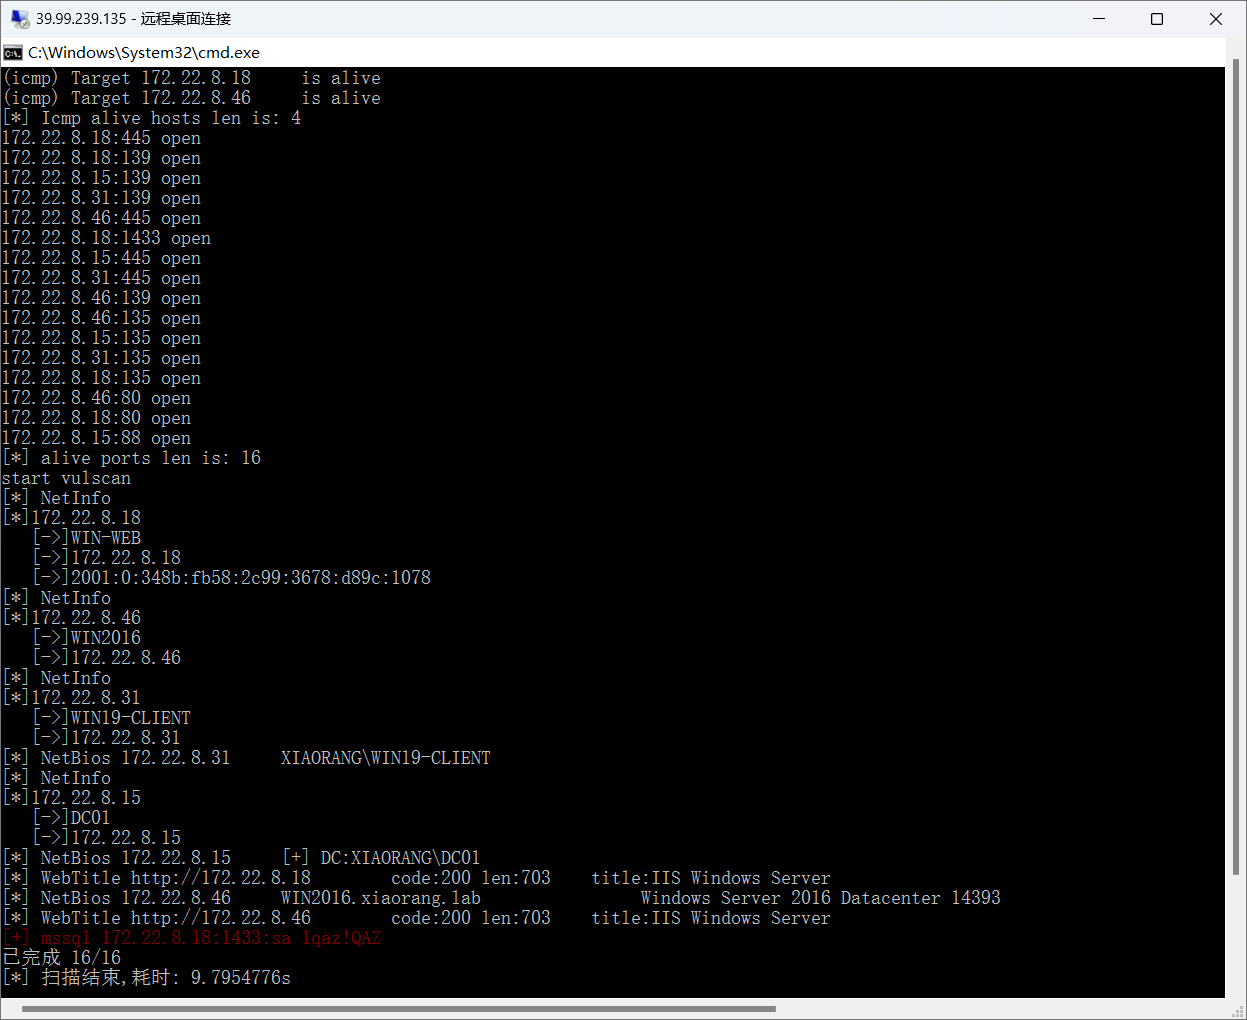 39.99.239.135 - 远程桌面连接
C:\Windows\System32\cmd.exe
(icmp) Target 172.22.8.18     is alive
(icmp) Target 172.22.8.46     is alive
[*] Icmp alive hosts len is: 4
172.22.8.18:445 open
172.22.8.18:139 open
172.22.8.15:139 open
172.22.8.31:139 open
172.22.8.46:445 open
172.22.8.18:1433 open
172.22.8.15:445 open
172.22.8.31:445 open
172.22.8.46:139 open
172.22.8.46:135 open
172.22.8.15:135 open
172.22.8.31:135 open
172.22.8.18:135 open
172.22.8.46:80 open
172.22.8.18:80 open
172.22.8.15:88 open
[*] alive ports len is: 16
start vulscan
[*] NetInfo
[*]172.22.8.18
   [->]WIN-WEB
   [->]172.22.8.18
   [->]2001:0:348b:fb58:2c99:3678:d89c:1078
[*] NetInfo
[*]172.22.8.46
   [->]WIN2016
   [->]172.22.8.46
[*] NetInfo
[*]172.22.8.31
   [->]WIN19-CLIENT
   [->]172.22.8.31
[*] NetBios 172.22.8.31     XIAORANG\WIN19-CLIENT
[*] NetInfo
[*]172.22.8.15
   [->]DC01
   [->]172.22.8.15
[*] NetBios 172.22.8.15     [+] DC:XIAORANG\DC01
[*] WebTitle http://172.22.8.18        code:200 len:703    title:IIS Windows Server
[*] NetBios 172.22.8.46     WIN2016.xiaorang.lab                Windows Server 2016 Datacenter 14393
[*] WebTitle http://172.22.8.46        code:200 len:703    title:IIS Windows Server
[+] mssql 172.22.8.18:1433:sa 1qaz!QAZ
已完成 16/16
[*] 扫描结束,耗时: 9.7954776s